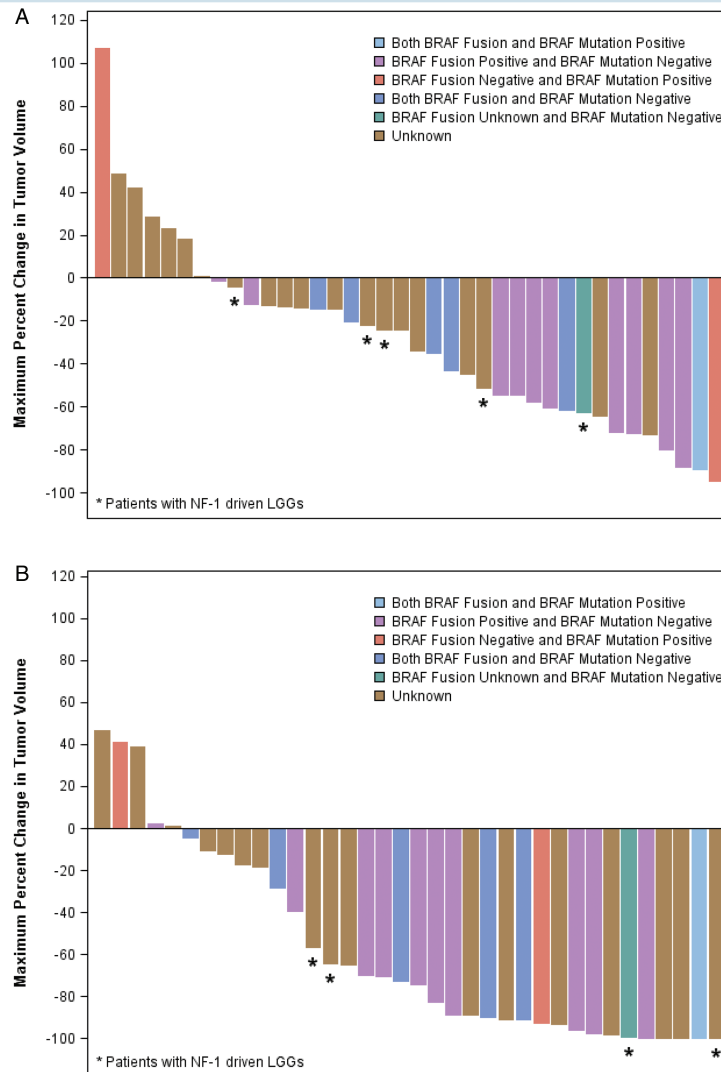 A
Maximum Percent Change in Tumor Volume
120
100
80
60
40
20
0
-20
-40
-60
-80
-100
Both BRAF Fusion and BRAF Mutation Positive
BRAF Fusion Positive and BRAF Mutation Negative
BRAF Fusion Negative and BRAF Mutation Positive
Both BRAF Fusion and BRAF Mutation Negative
BRAF Fusion Unknown and BRAF Mutation Negative
Unknown
*
*
*
*
*
* Patients with NF-1 driven LGGs
B
Maximum Percent Change in Tumor Volume
120
100
80
60
40
20
0
-20
-40
-60
-80
-100
Both BRAF Fusion and BRAF Mutation Positive
BRAF Fusion Positive and BRAF Mutation Negative
BRAF Fusion Negative and BRAF Mutation Positive
Both BRAF Fusion and BRAF Mutation Negative
BRAF Fusion Unknown and BRAF Mutation Negative
Unknown
*
*
*
*
* Patients with NF-1 driven LGGs